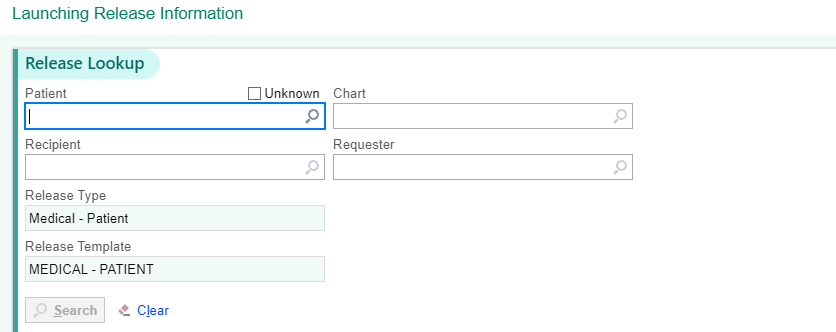 Launching Release Information
Release Lookup
Patient
Unknown
Chart
Recipient
Requester
Release Type
Medical - Patient
Release Template
MEDICAL - PATIENT
Search
Clear